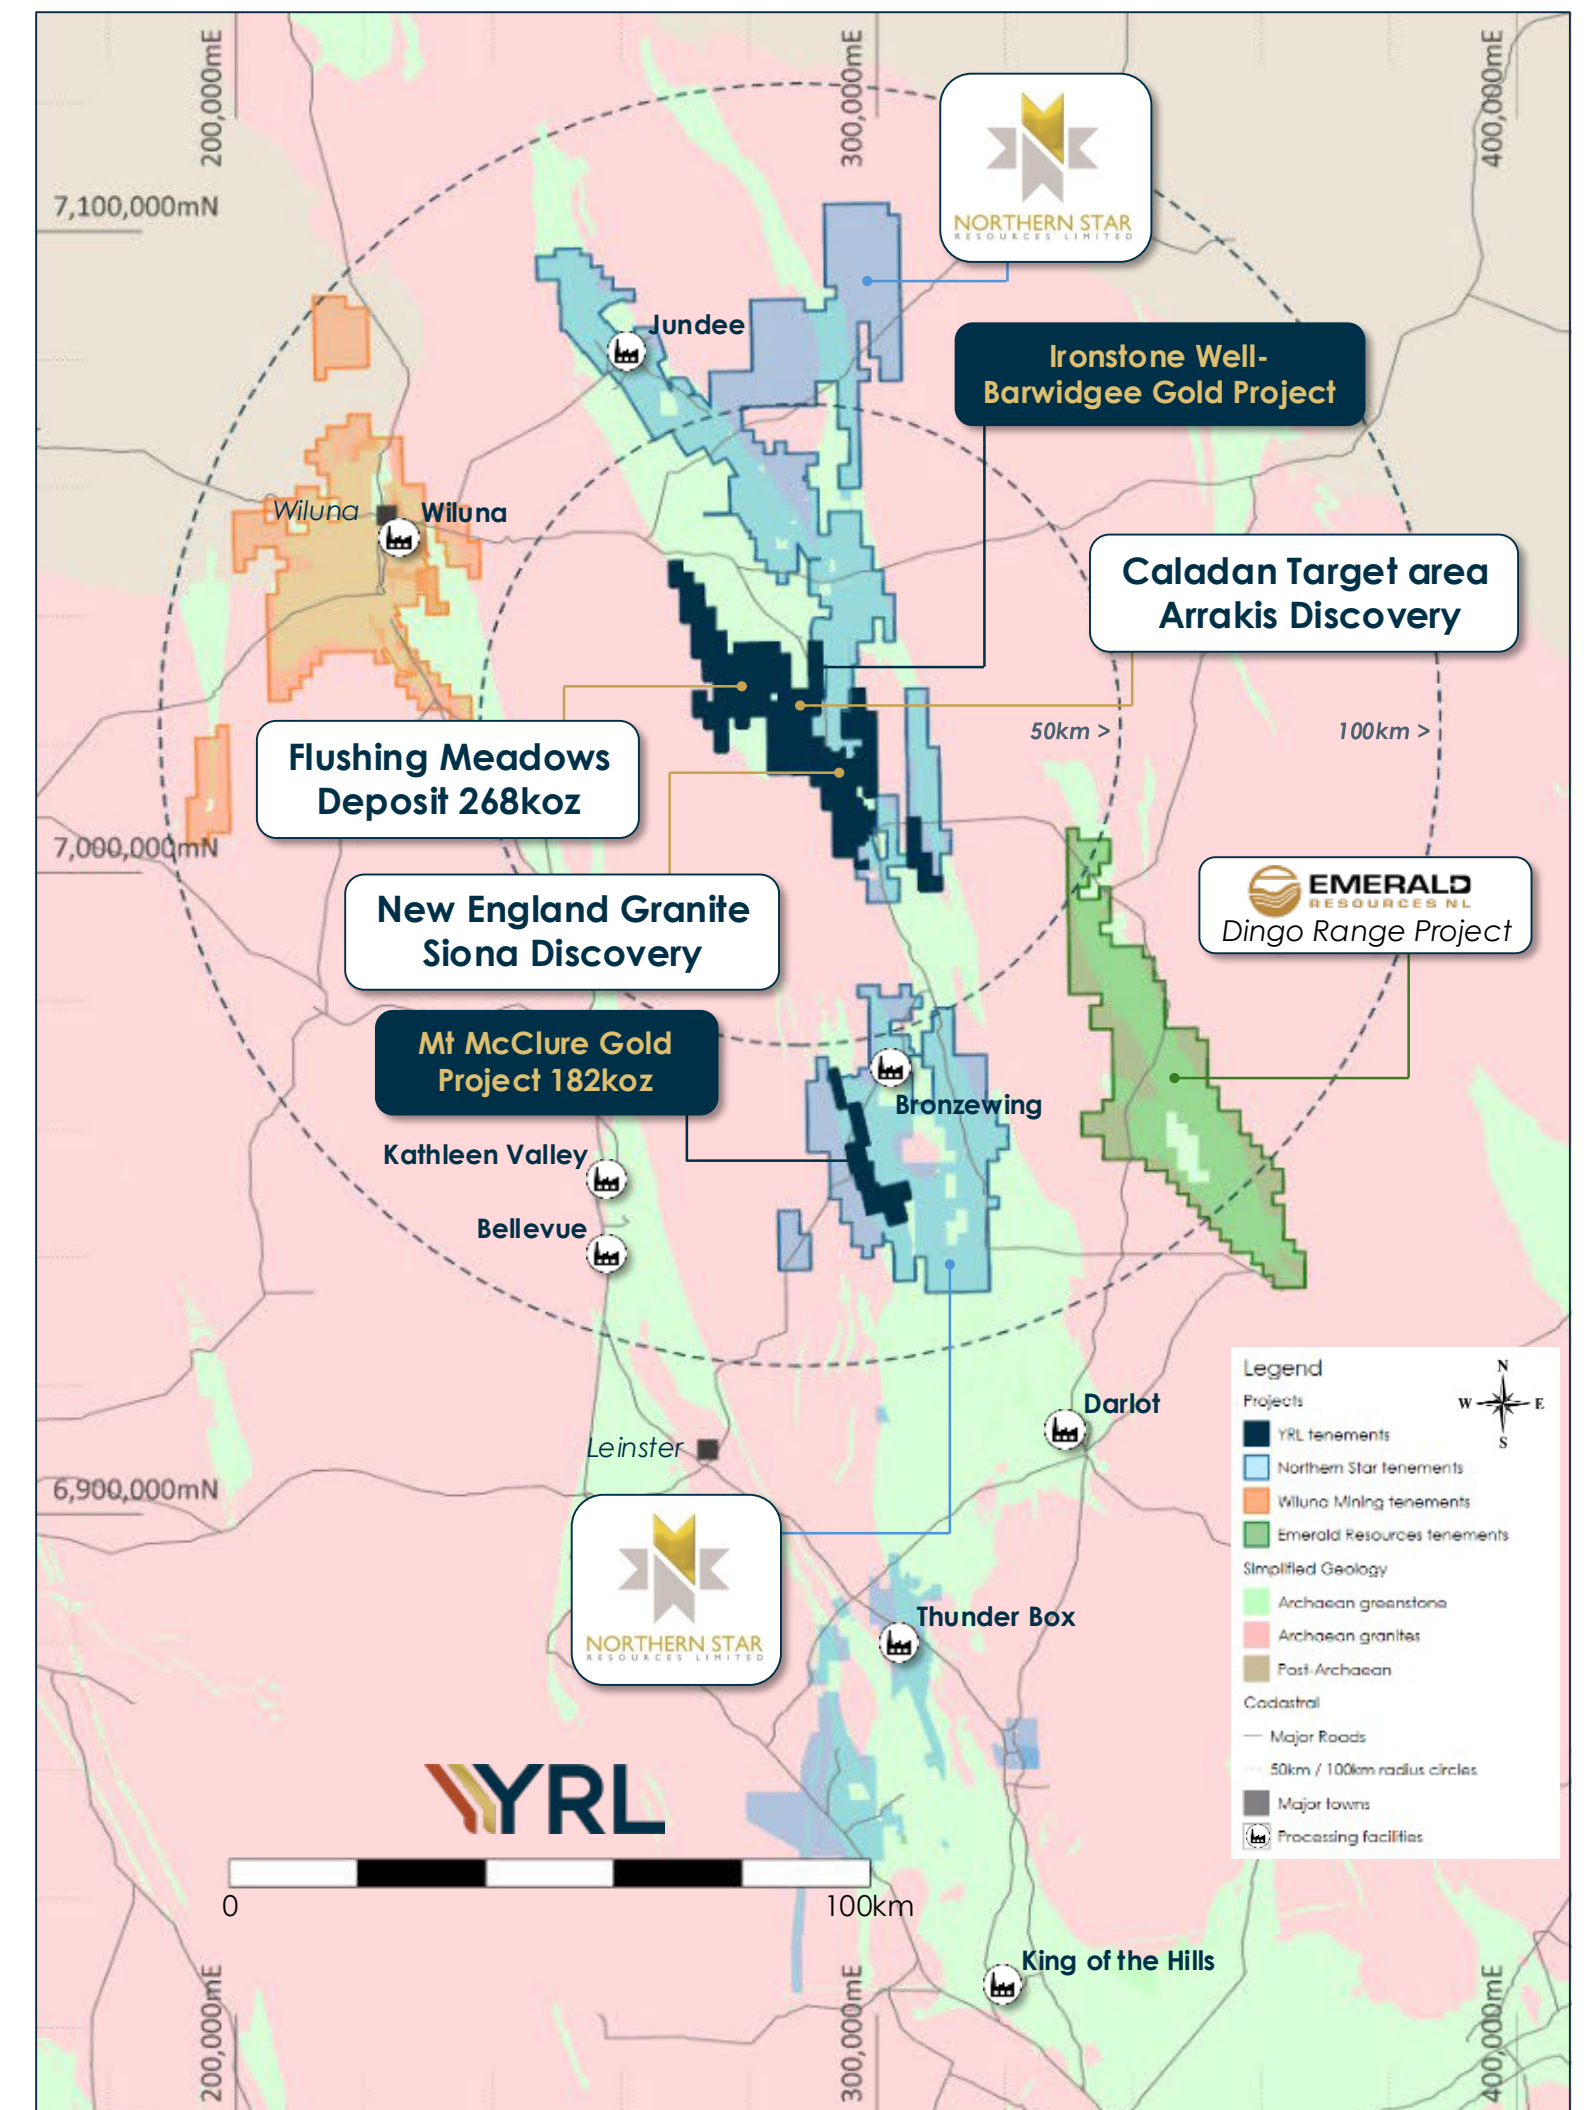 200,000mE
300,000mE
400,000mE
7,100,000mN
NORTHERN STAR
RESOURCES LIMITED
Jundee
Ironstone Well-
Barwidgee Gold Project
Wiluna
Wiluna
Caladan Target area
Arrakis Discovery
50km >
100km >
Flushing Meadows
Deposit 268koz
7,000,000mN
EMERALD
RESOURCES NL
Dingo Range Project
New England Granite
Siona Discovery
Mt McClure Gold
Project 182koz
Bronzewing
Kathleen Valley
Bellevue
Darlot
Leinster
6,900,000mN
NORTHERN STAR
RESOURCES LIMITED
Thunder Box
Legend
N
W
E
S
Projects
YRL tenements
Northern Star tenements
Wiluna Mining tenements
Emerald Resources tenements
Simplified Geology
Archaean greenstone
Archaean granites
Post-Archaean
Cadastral
Major Roads
50km / 100km radius circles
Major towns
Processing facilities
YRL
0
100km
King of the Hills
200,000mE
300,000mE
400,000mE